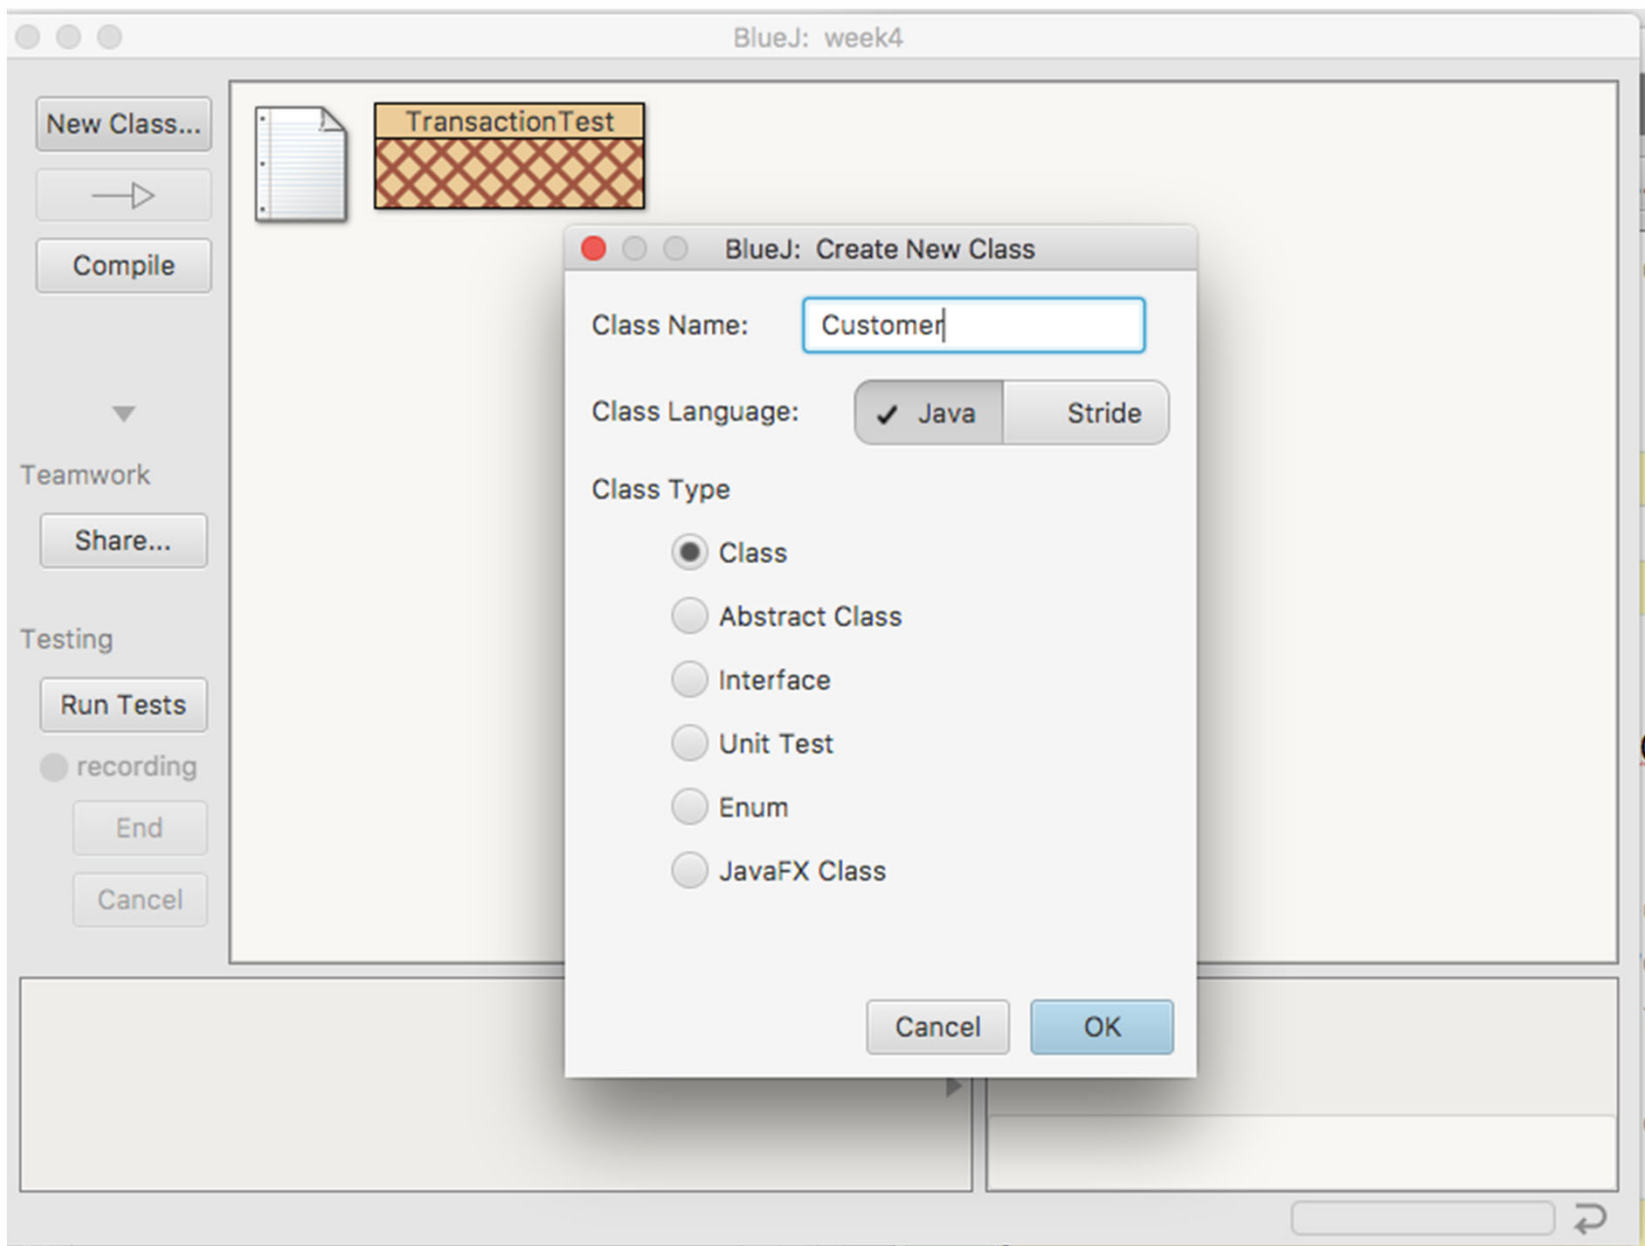 BlueJ: week4
New Class...
TransactionTest
Compile
Teamwork
Share...
Testing
Run Tests
recording
End
Cancel
BlueJ: Create New Class
Class Name: Customer
Class Language: ✔ Java Stride
Class Type
Class
Abstract Class
Interface
Unit Test
Enum
JavaFX Class
Cancel OK